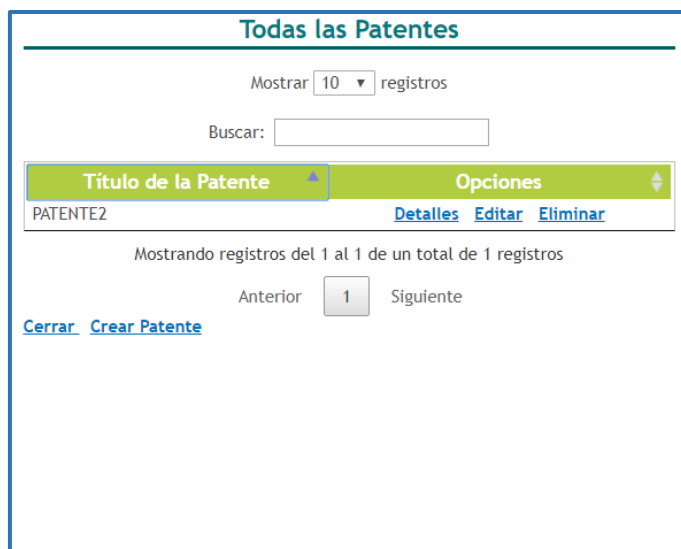 Todas las Patentes
Mostrar 10 registros
Buscar:
Título de la Patente Opciones
PATENTE2 Detalles Editar Eliminar
Mostrando registros del 1 al 1 de un total de 1 registros
Anterior 1 Siguiente
Cerrar Crear Patente